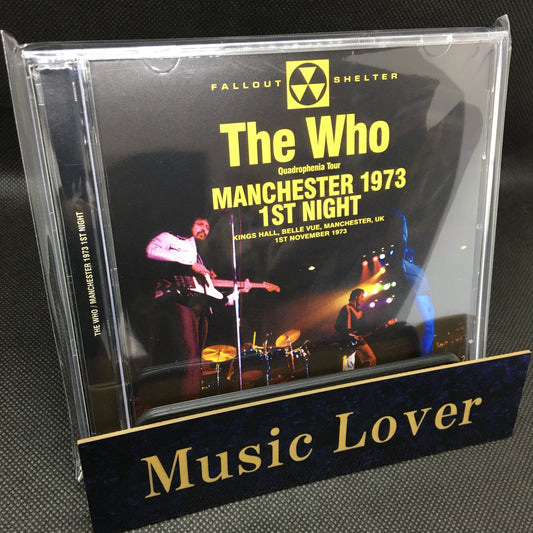 FALLOUT SHELTER
The Who
Quadrophenia Tour
MANCHESTER 1973
1ST NIGHT
KINGS HALL, BELLE VUE, MANCHESTER, UK
1ST NOVEMBER 1973
THE WHO / MANCHESTER 1973 1ST NIGHT
Music Lover